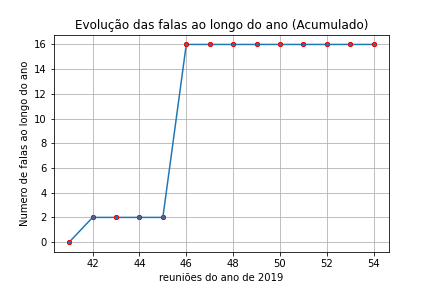 Evolução das falas ao longo do ano (Acumulado)
Numero de falas ao longo do ano
16
14
12
10
8
6
4
2
0
42 44 46 48 50 52 54
reuniões do ano de 2019